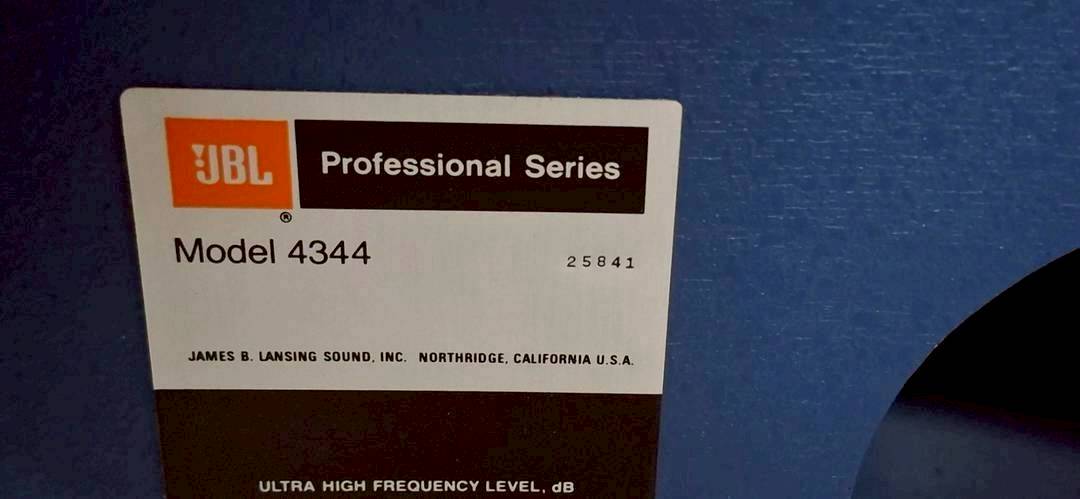 JBL Professional Series
®
Model 4344 25841
JAMES B. LANSING SOUND, INC. NORTHRIDGE, CALIFORNIA U.S.A.
ULTRA HIGH FREQUENCY LEVEL, dB